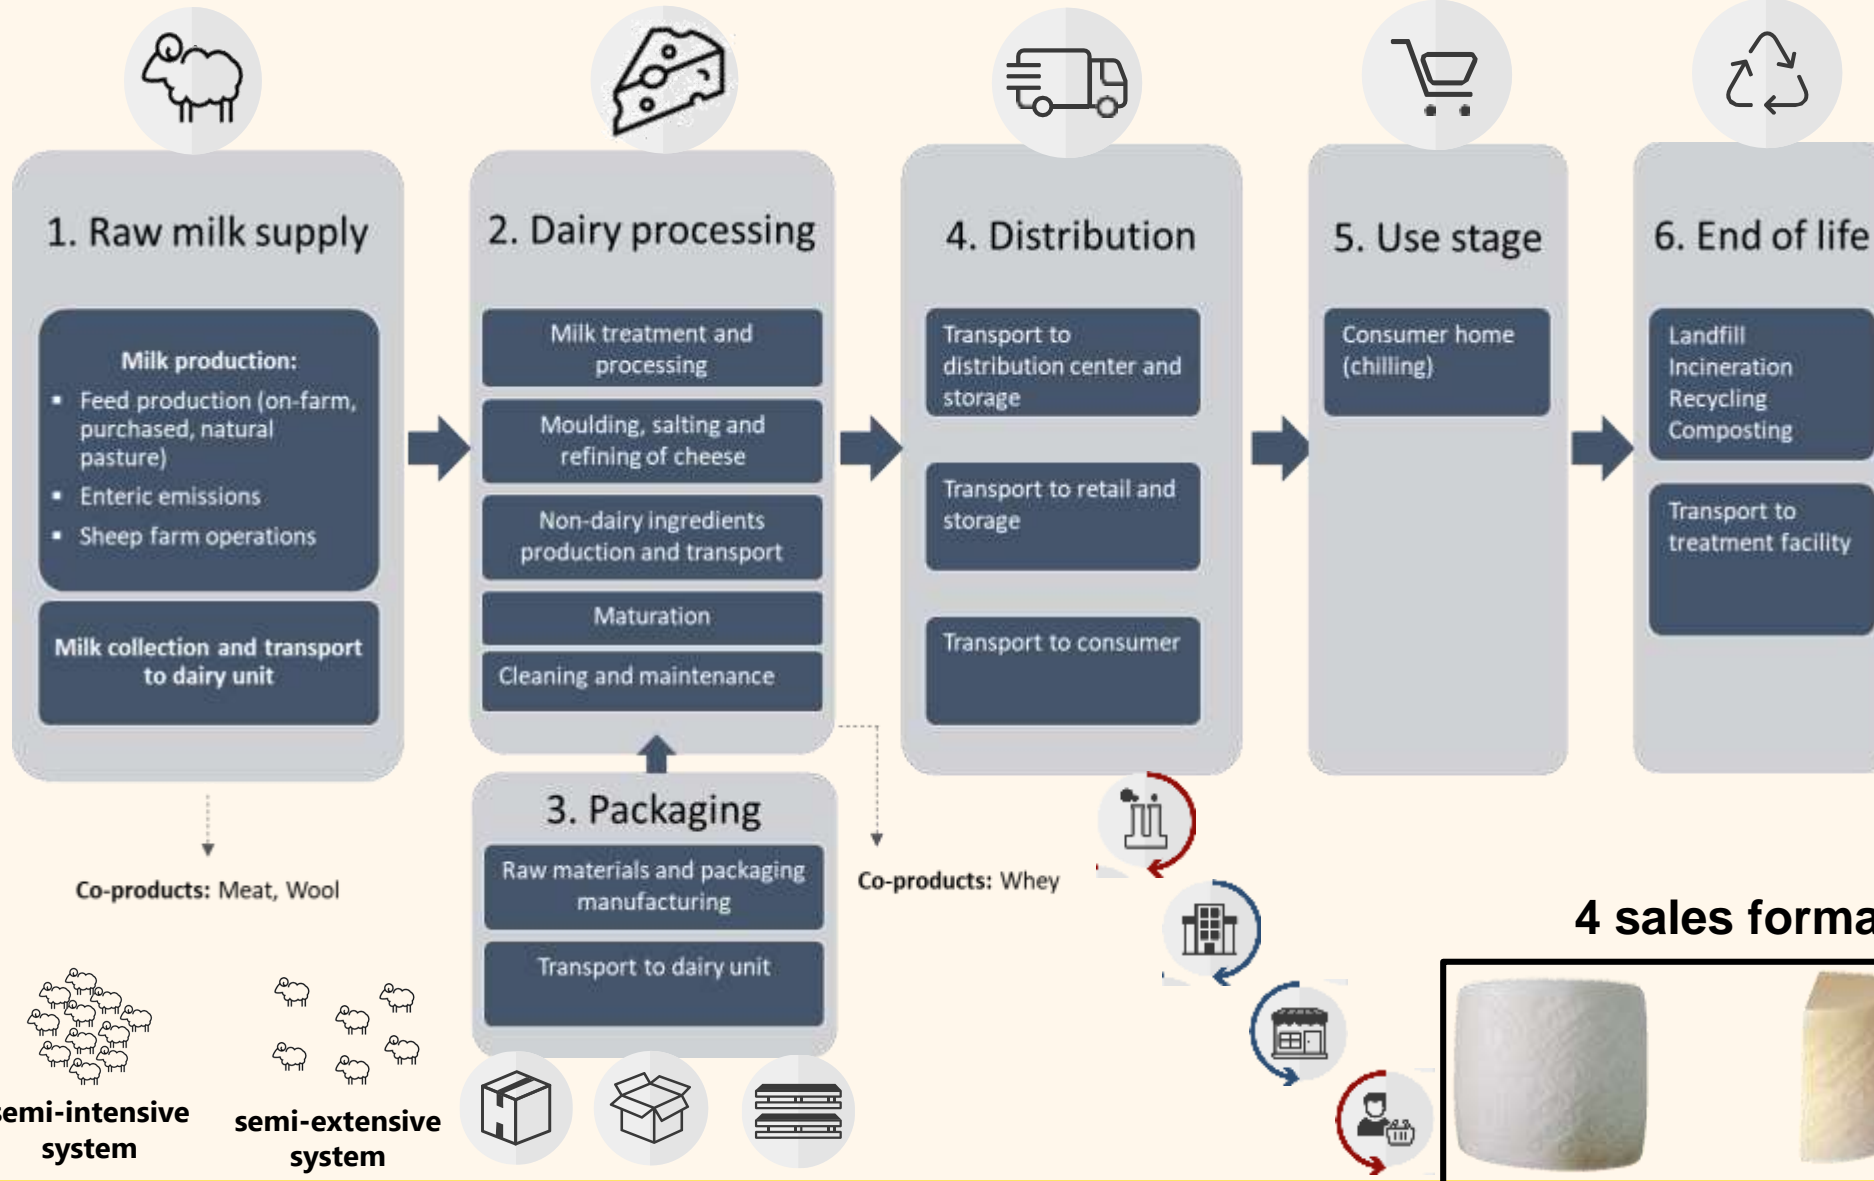 1. Raw milk supply
Milk production:
▪ Feed production (on-farm,
purchased, natural
pasture)
▪ Enteric emissions
▪ Sheep farm operations
Milk collection and transport
to dairy unit
Co-products: Meat, Wool
semi-intensive
system
semi-extensive
system
2. Dairy processing
Milk treatment and
processing
Moulding, salting and
refining of cheese
Non-dairy ingredients
production and transport
Maturation
Cleaning and maintenance
3. Packaging
Raw materials and packaging
manufacturing
Transport to dairy unit
Co-products: Whey
4. Distribution
Transport to
distribution center and
storage
Transport to retail and
storage
Transport to consumer
5. Use stage
Consumer home
(chilling)
6. End of life
Landfill
Incineration
Recycling
Composting
Transport to
treatment facility
4 sales forma